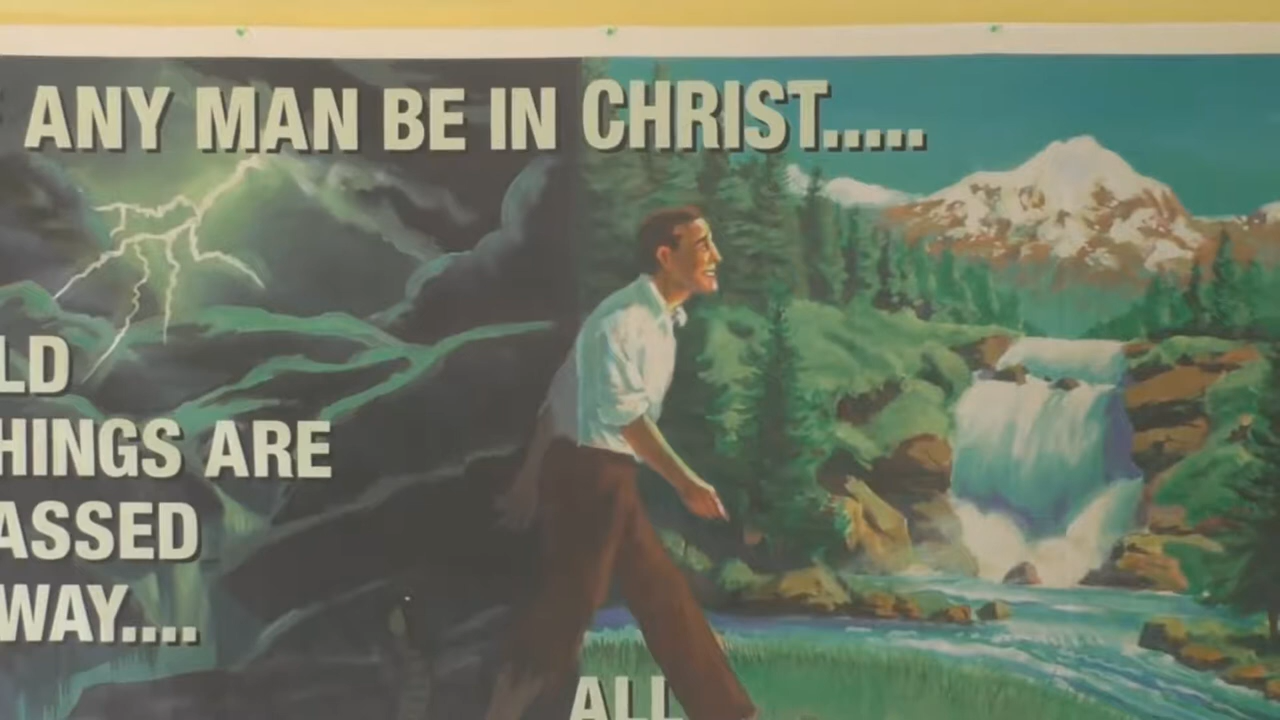 ANY MAN BE IN CHRIST.....
LD
HINGS ARE
ASSED
WAY....
ALL